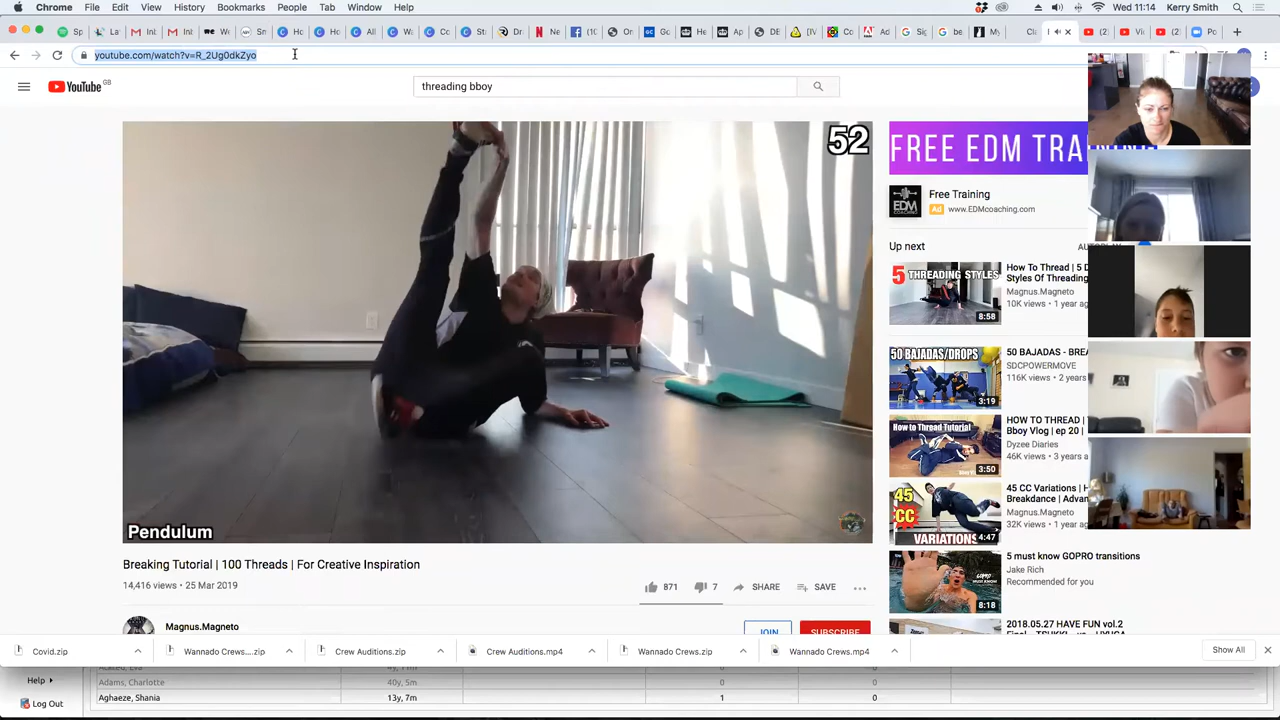 Chrome File Edit View History Bookmarks People Tab Window Help Wed 11:14 Kerry Smith
youtube.com/watch?v=R_2Ug0dkZyo
YouTube GB
threading bboy
52
Pendulum
FREE EDM TRAI
EDM COACHING
Free Training
Ad www.EDMcoaching.com
Up next
5 THREADING STYLES
8:58
How To Thread | 5 D
Styles Of Threading
Magnus.Magneto
10K views • 1 year ag
50 BAJADAS/DROPS
3:19
50 BAJADAS - BREA
SDCPOWERMOVE
116K views • 2 years
How to Thread Tutorial
3:50
HOW TO THREAD |
Bboy Vlog | ep 20 |
Dyzee Diaries
46K views • 3 years a
45 CC VARIATIONS
4:47
45 CC Variations | H
Breakdance | Advan
Magnus.Magneto
32K views • 1 year ag
8:18
5 must know GOPRO transitions
Jake Rich
Recommended for you
2018.05.27 HAVE FUN vol.2
Breaking Tutorial | 100 Threads | For Creative Inspiration
14,416 views • 25 Mar 2019
871 7 SHARE SAVE
Magnus.Magneto
JOIN SUBSCRIBE
Covid.zip Wannado Crews....zip Crew Auditions.zip Crew Auditions.mp4 Wannado Crews.zip Wannado Crews.mp4 Show All
Help
Adams, Charlotte 40y, 5m 0 0
Log Out
Aghaeze, Shania 13y, 7m 1 0